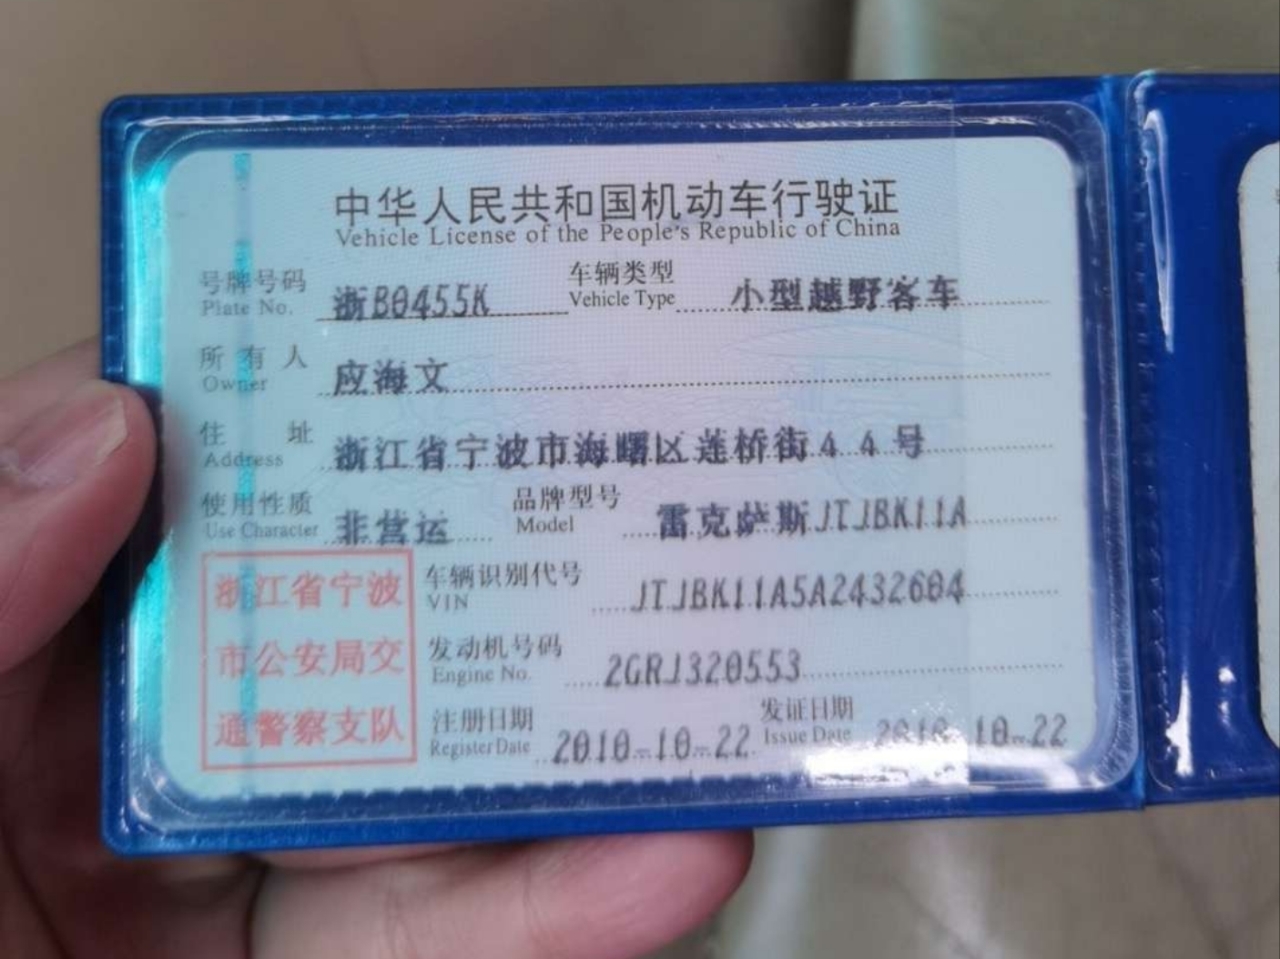 中华人民共和国机动车行驶证
Vehicle License of the People's Republic of China
号牌号码 浙B0455K 车辆类型 小型越野客车
Plate No. Vehicle Type
所有人 应海文
Owner
住址 浙江省宁波市海曙区莲桥街44号
Address
使用性质 非营运 品牌型号 雷克萨斯JTJBK11A
Use Character Model
浙江省宁波
市公安局交
通警察支队
车辆识别代号 JTJBK11A5A2432604
VIN
发动机号码 2GRJ320553
Engine No.
注册日期 2010-10-22 发证日期 2010-10-22
Register Date Issue Date